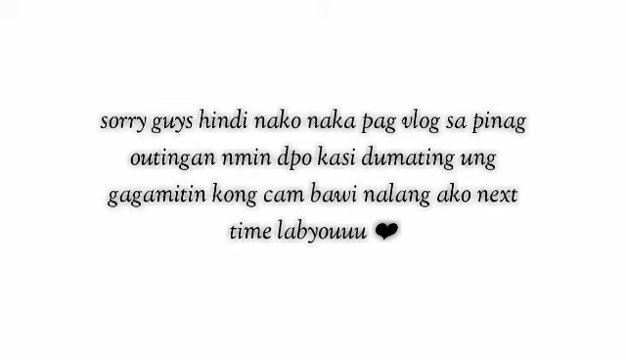 sorry guys hindi nako naka pag vlog sa pinag
outingan nmin dpo kasi dumating ung
gagamitin kong cam bawi nalang ako next
time labyouuu ❤